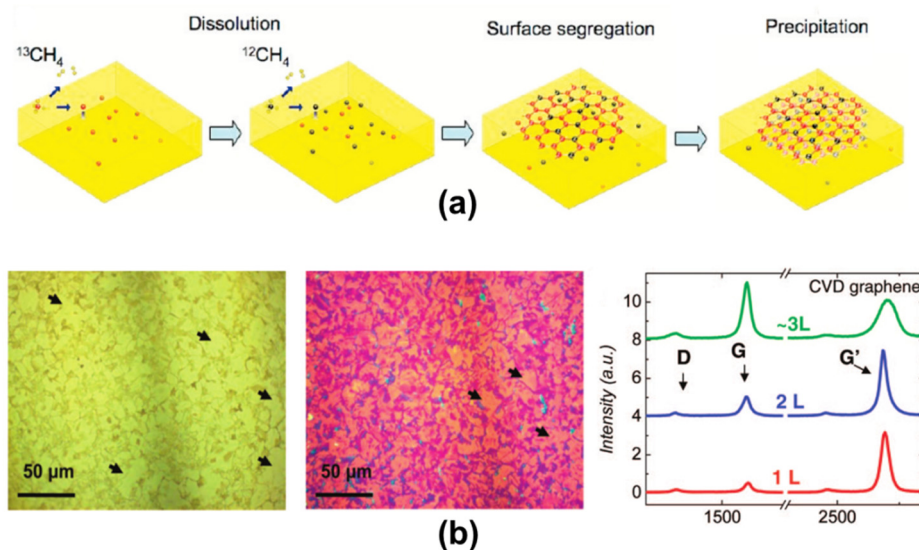 Dissolution
Surface segregation
Precipitation
¹³CH₄
¹²CH₄
(a)
50 µm
50 µm
CVD graphene
~3L
D
G
G'
2 L
1 L
Intensity (a.u.)
10
8
6
4
2
0
1500
2500
(b)